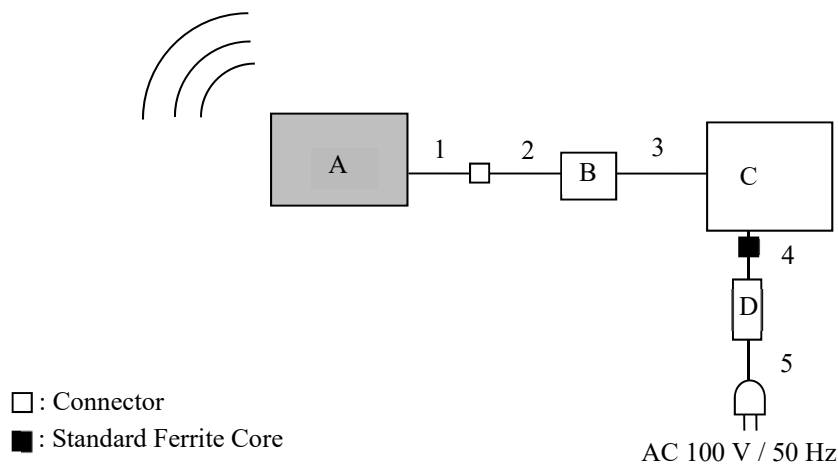 1
2
3
A
B
C
4
D
5
: Connector
: Standard Ferrite Core
AC 100 V / 50 Hz